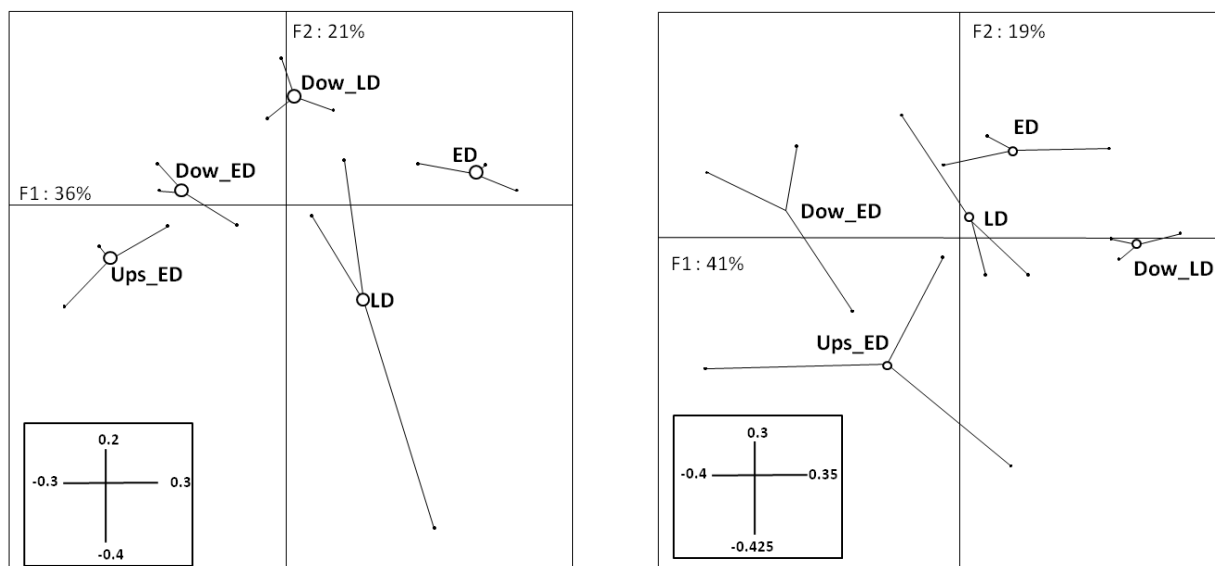 F2 : 21%
Dow_LD
ED
Dow_ED
F1 : 36%
Ups_ED
LD
0.2
-0.3
0.3
-0.4
F2 : 19%
ED
Dow_ED
LD
F1 : 41%
Dow_LD
Ups_ED
0.3
-0.4
0.35
-0.425